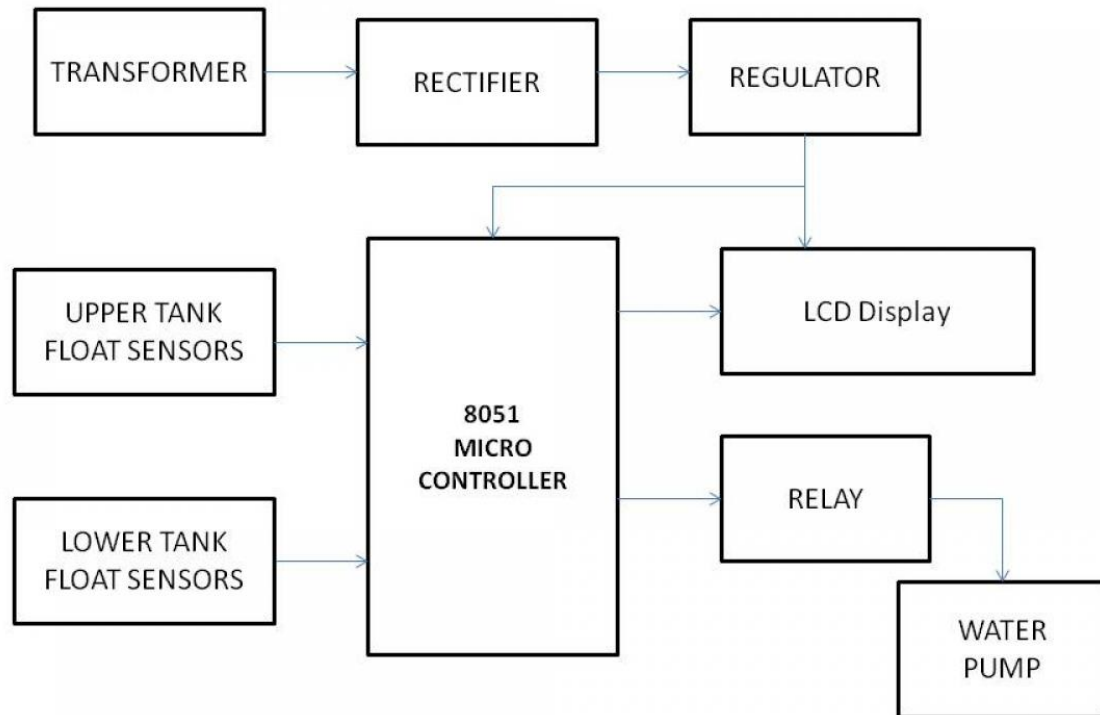 TRANSFORMER
RECTIFIER
REGULATOR
UPPER TANK
FLOAT SENSORS
8051
MICRO
CONTROLLER
LCD Display
LOWER TANK
FLOAT SENSORS
RELAY
WATER
PUMP